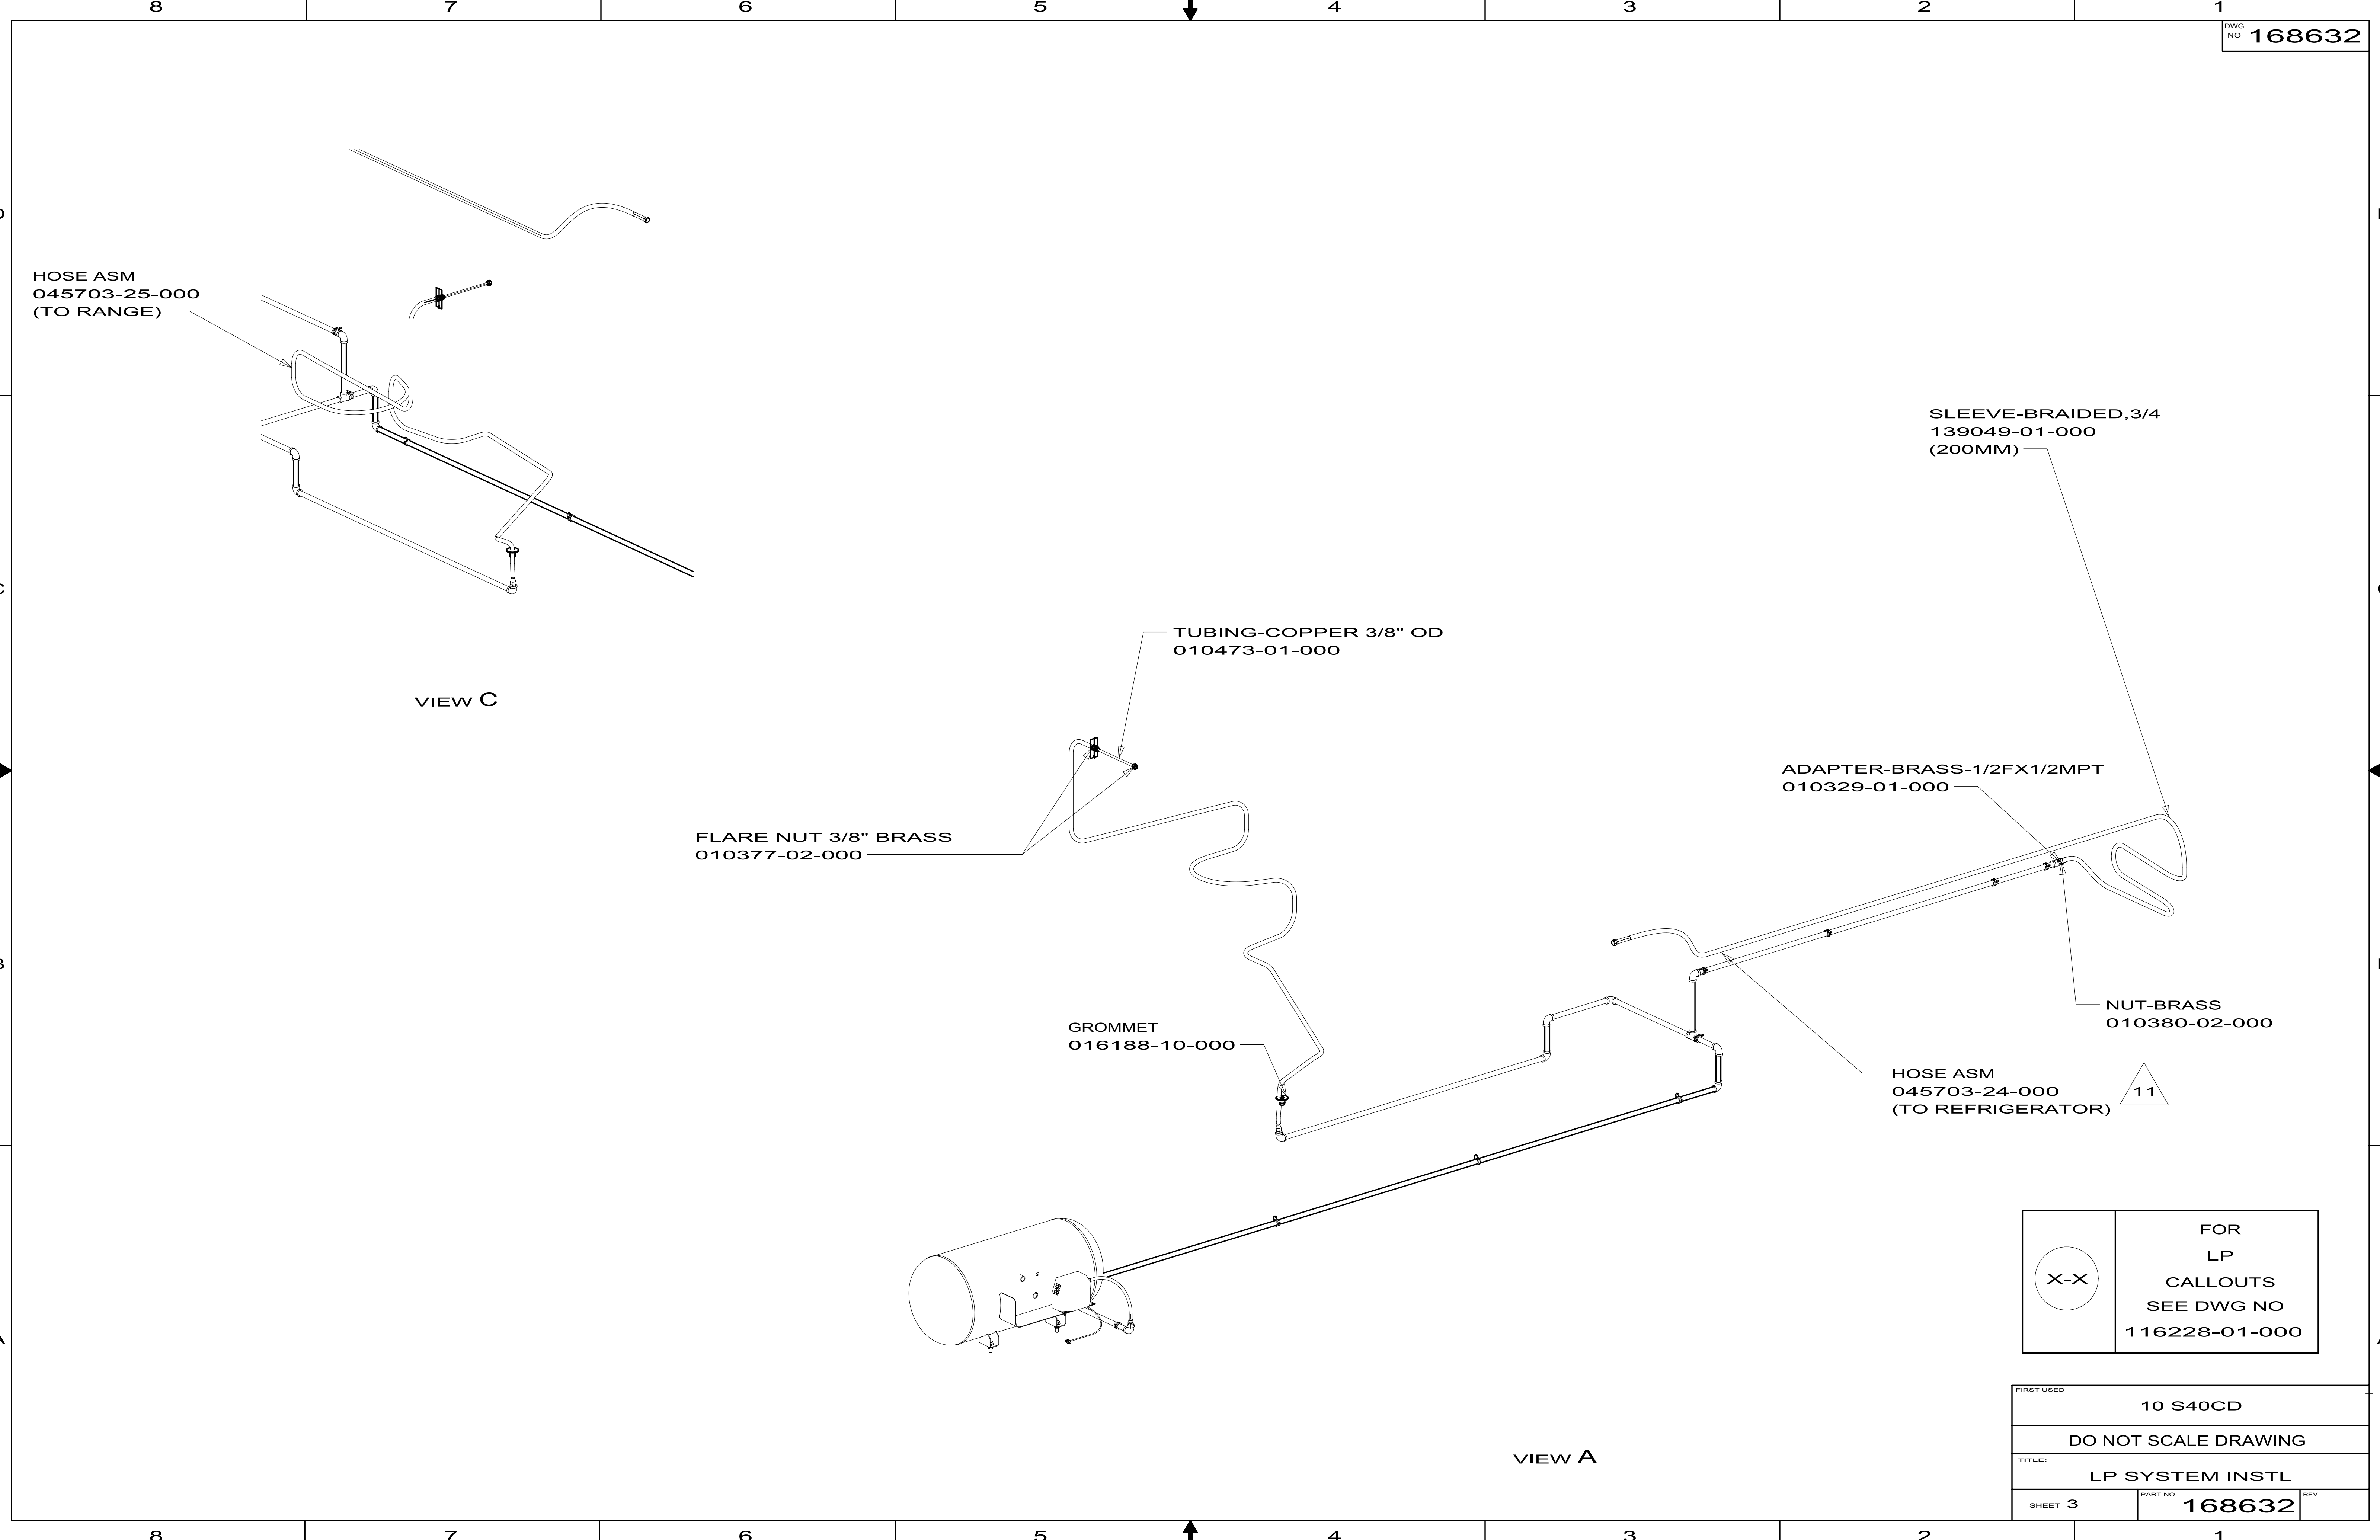 8 7 6 5 4 3 2 1
DWG
NO 168632
D
HOSE ASM
045703-25-000
(TO RANGE)
SLEEVE-BRAIDED,3/4
139049-01-000
(200MM)
C
TUBING-COPPER 3/8" OD
010473-01-000
VIEW C
ADAPTER-BRASS-1/2FX1/2MPT
010329-01-000
FLARE NUT 3/8" BRASS
010377-02-000
B
NUT-BRASS
010380-02-000
GROMMET
016188-10-000
HOSE ASM
045703-24-000
(TO REFRIGERATOR)
11
X-X
FOR
LP
CALLOUTS
SEE DWG NO
116228-01-000
A
FIRST USED
10 S40CD
DO NOT SCALE DRAWING
VIEW A
TITLE:
LP SYSTEM INSTL
SHEET 3
PART NO 168632
REV
8 7 6 5 4 3 2 1